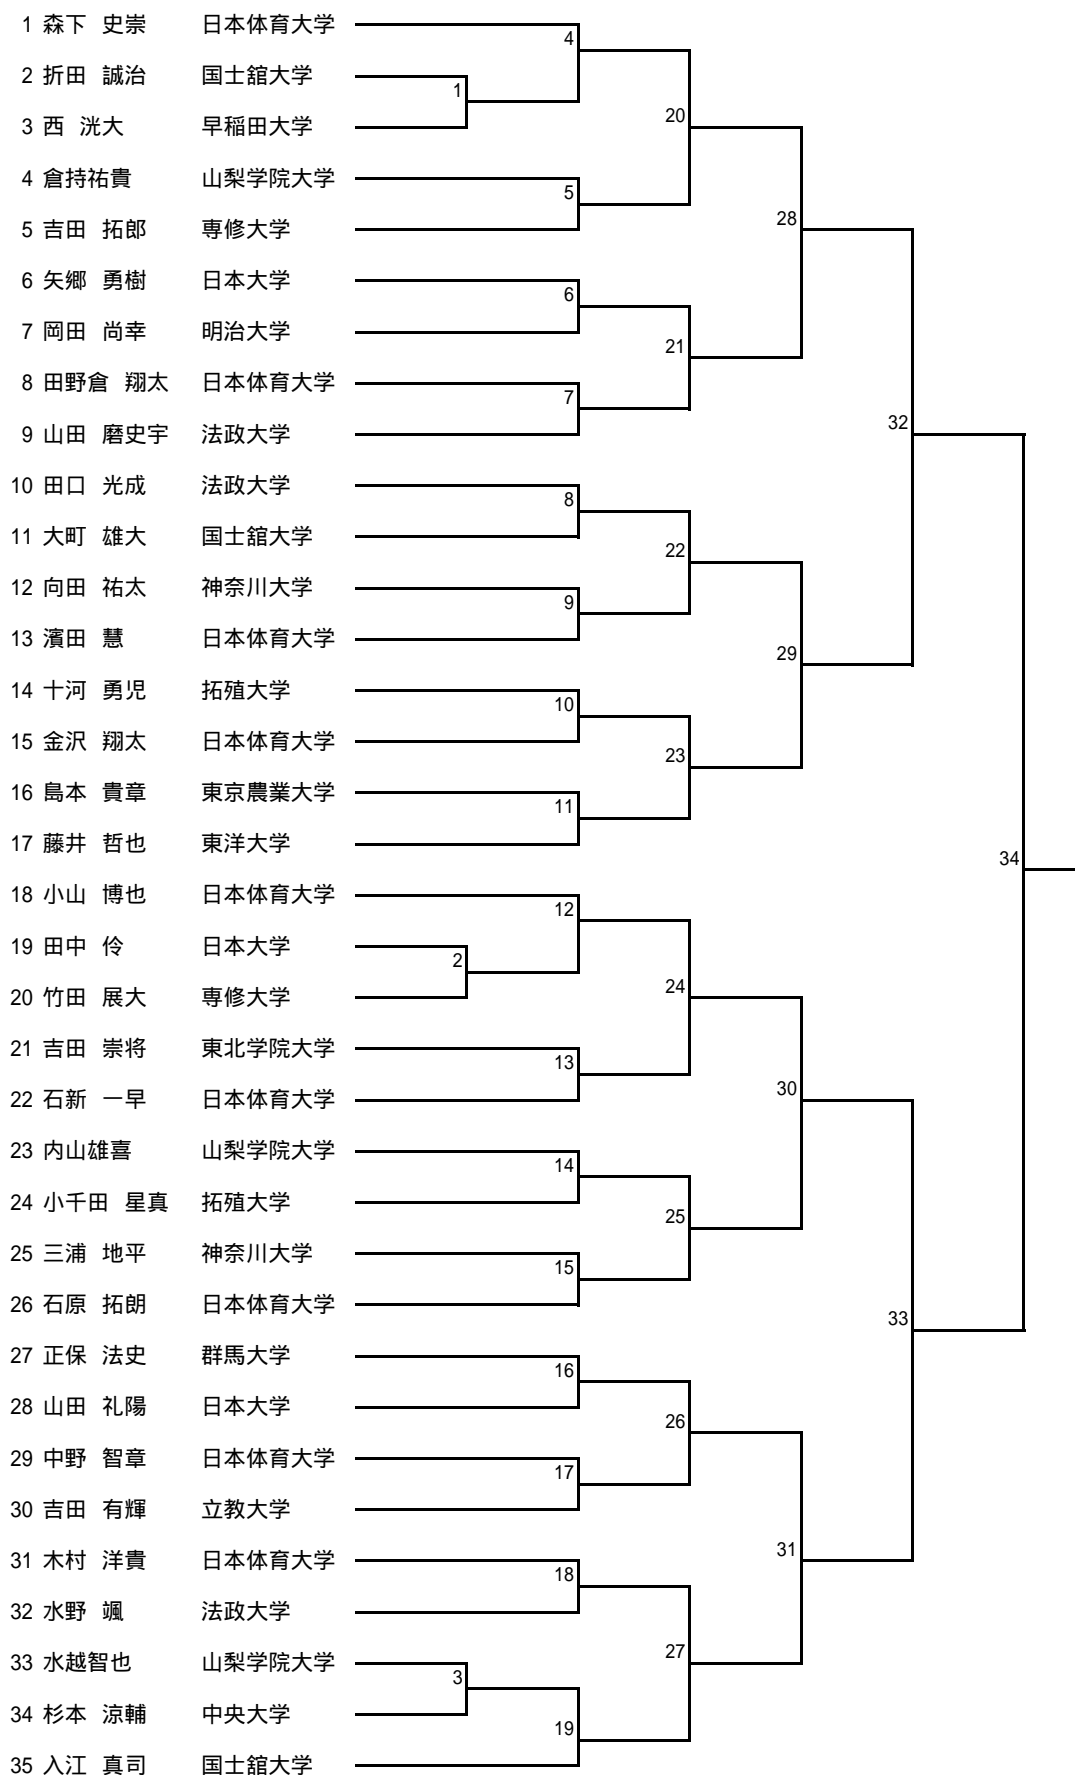 1 森下 史崇 日本体育大学
4
2 折田 誠治 国士舘大学
1
20
3 西 洸大 早稲田大学
4 倉持祐貴 山梨学院大学
5
28
5 吉田 拓郎 専修大学
6 矢郷 勇樹 日本大学
6
7 岡田 尚幸 明治大学
21
8 田野倉 翔太 日本体育大学
7
32
9 山田 磨史宇 法政大学
10 田口 光成 法政大学
8
11 大町 雄大 国士舘大学
22
12 向田 祐太 神奈川大学
9
13 濱田 慧 日本体育大学
29
14 十河 勇児 拓殖大学
10
15 金沢 翔太 日本体育大学
23
16 島本 貴章 東京農業大学
11
17 藤井 哲也 東洋大学
34
18 小山 博也 日本体育大学
12
19 田中 伶 日本大学
2
24
20 竹田 展大 専修大学
21 吉田 崇将 東北学院大学
13
30
22 石新 一早 日本体育大学
23 内山雄喜 山梨学院大学
14
24 小千田 星真 拓殖大学
25
25 三浦 地平 神奈川大学
15
26 石原 拓朗 日本体育大学
33
27 正保 法史 群馬大学
16
28 山田 礼陽 日本大学
26
29 中野 智章 日本体育大学
17
30 吉田 有輝 立教大学
31
31 木村 洋貴 日本体育大学
18
32 水野 颯 法政大学
27
33 水越智也 山梨学院大学
3
34 杉本 涼輔 中央大学
19
35 入江 真司 国士舘大学